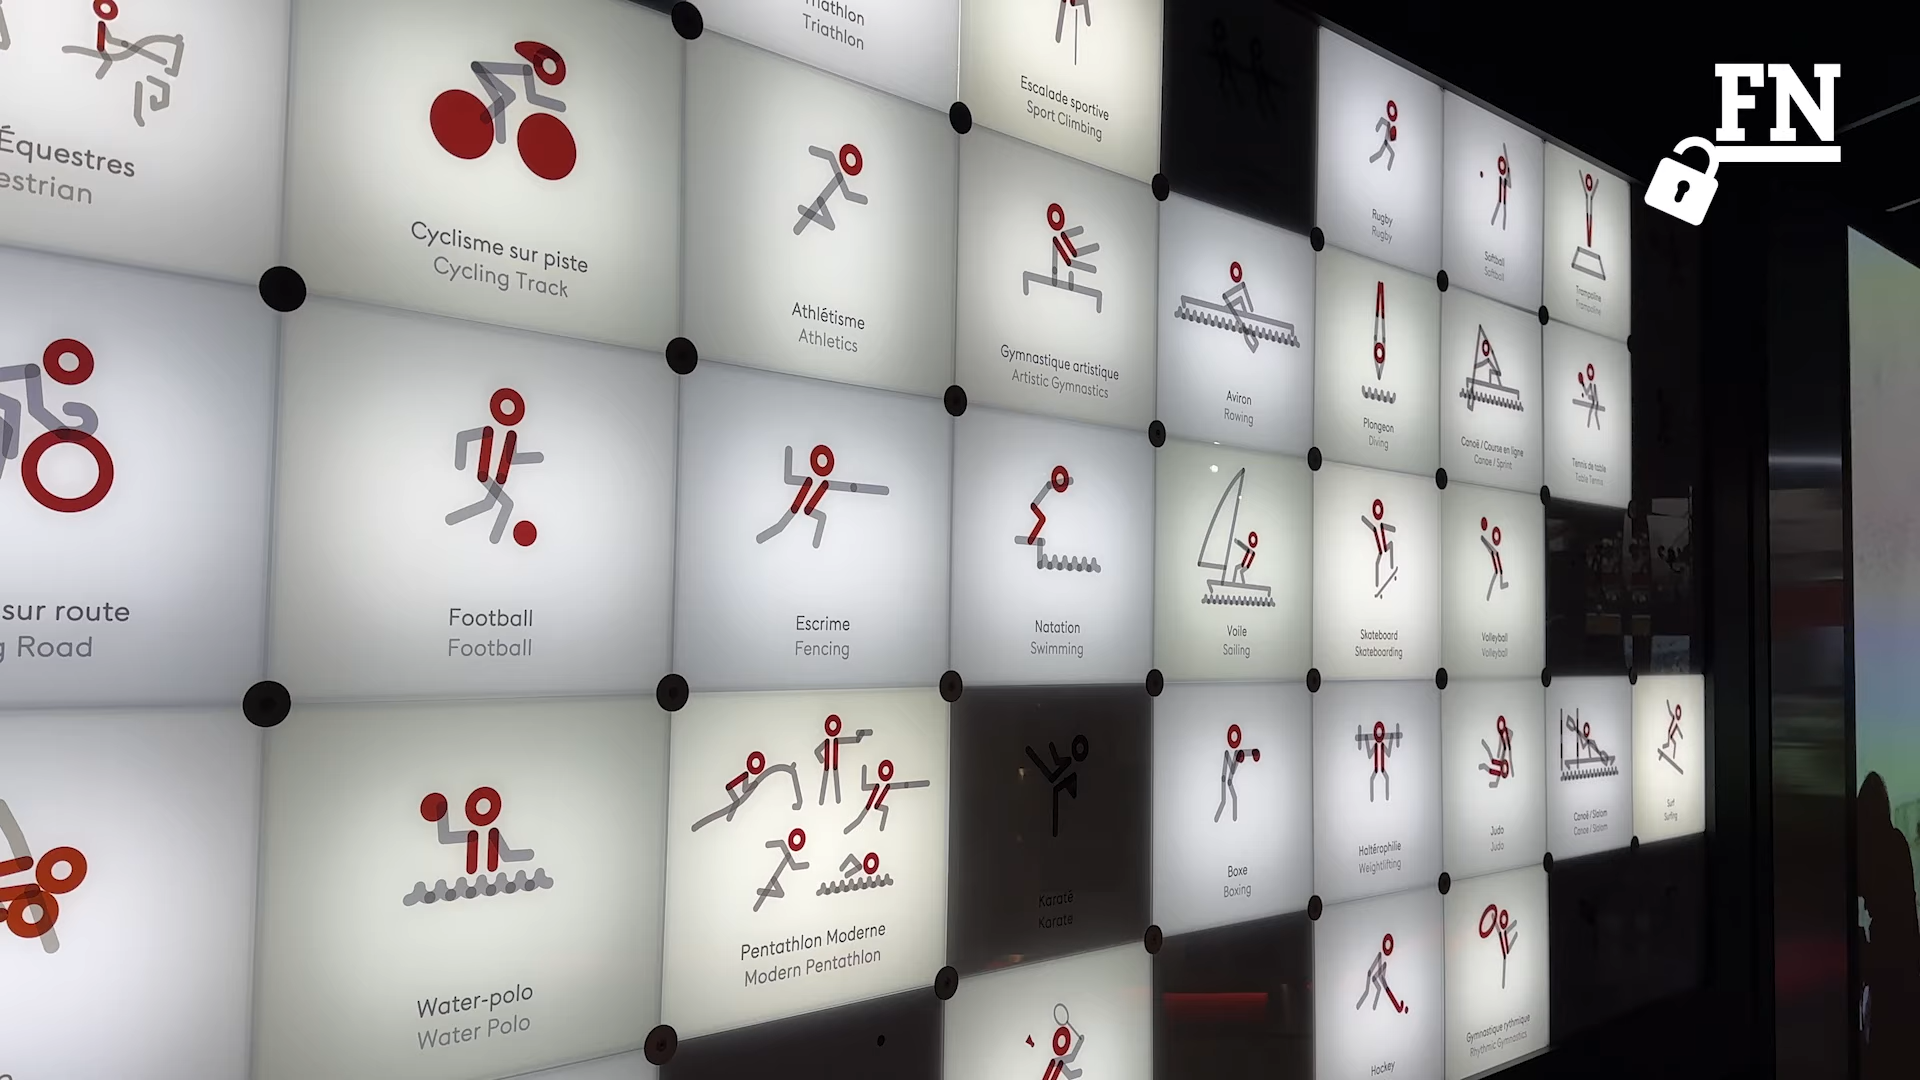 Équestres
estrian
Cyclisme sur piste
Cycling Track
Triathlon
Athlétisme
Athletics
Escalade sportive
Sport Climbing
Gymnastique artistique
Artistic Gymnastics
Aviron
Rowing
Rugby
Rugby
Softball
Softball
Trampoline
Trampoline
Plongeon
Diving
Canoë / Course en ligne
Canoe / Sprint
Tennis de table
Table Tennis
FN
sur route
g Road
Football
Football
Escrime
Fencing
Natation
Swimming
Voile
Sailing
Skateboard
Skateboarding
Volleyball
Volleyball
Water-polo
Water Polo
Pentathlon Moderne
Modern Pentathlon
Karaté
Karate
Boxe
Boxing
Haltérophilie
Weightlifting
Judo
Judo
Canoë / Slalom
Canoe / Slalom
Surf
Surfing
Hockey
Gymnastique rythmique
Rhythmic Gymnastics